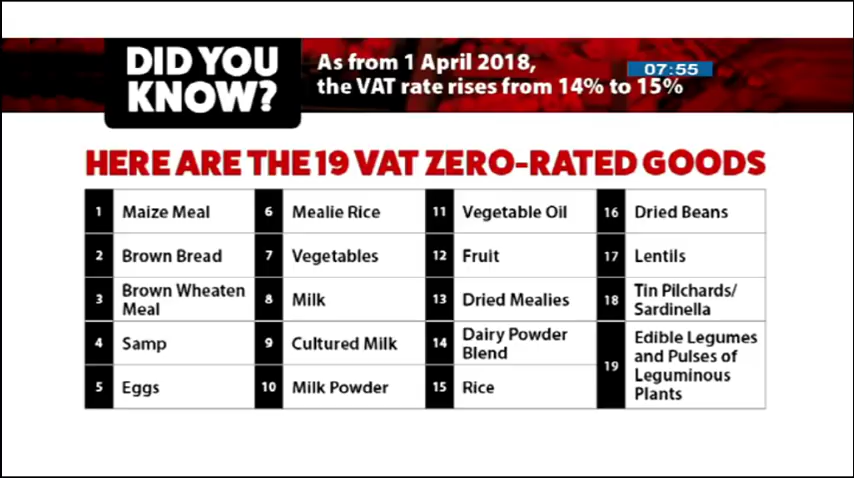 DID YOU
KNOW?
As from 1 April 2018,
the VAT rate rises from 14% to 15%
07:55
HERE ARE THE 19 VAT ZERO-RATED GOODS
1 Maize Meal
2 Brown Bread
3 Brown Wheaten
Meal
4 Samp
5 Eggs
6 Mealie Rice
7 Vegetables
8 Milk
9 Cultured Milk
10 Milk Powder
11 Vegetable Oil
12 Fruit
13 Dried Mealies
14 Dairy Powder
Blend
15 Rice
16 Dried Beans
17 Lentils
18 Tin Pilchards/
Sardinella
19 Edible Legumes
and Pulses of
Leguminous
Plants